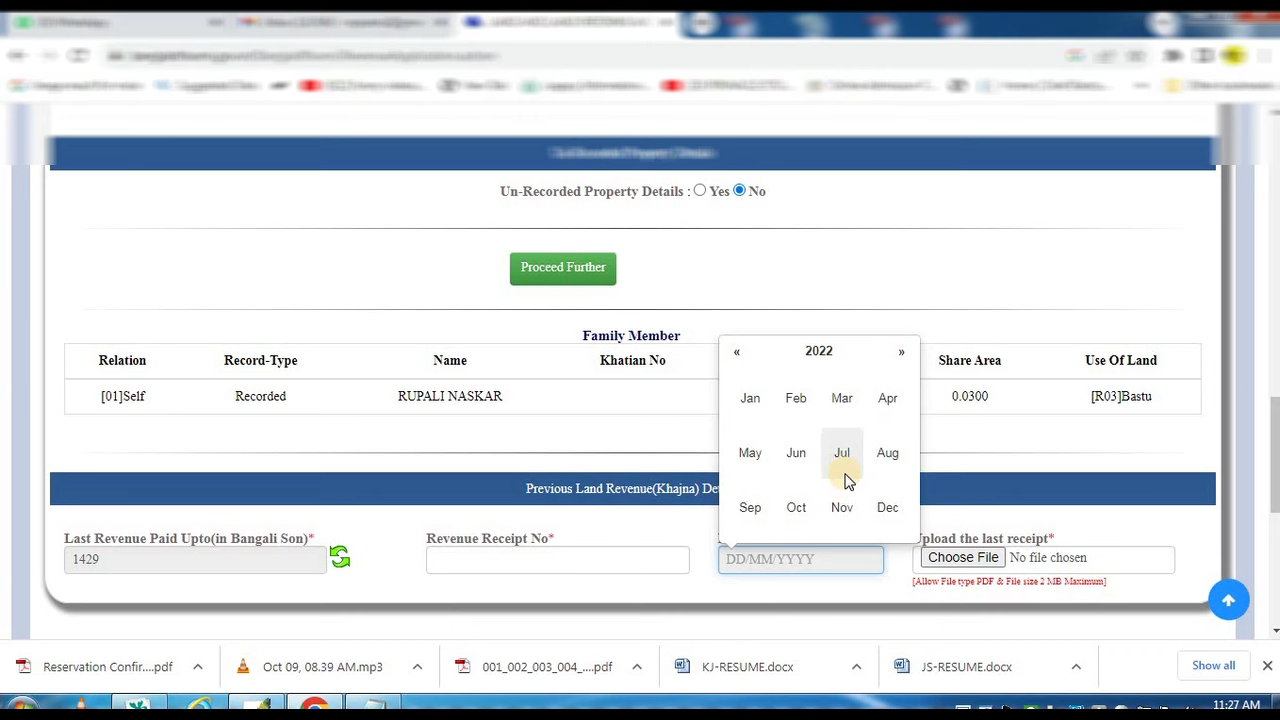 Un-Recorded Property Details : Yes No
Proceed Further
Family Member
Relation Record-Type Name Khatian No Share Area Use Of Land
[01]Self Recorded RUPALI NASKAR 0.0300 [R03]Bastu
« 2022 »
Jan Feb Mar Apr
May Jun Jul Aug
Sep Oct Nov Dec
Previous Land Revenue(Khajna) De
Last Revenue Paid Upto(in Bangali Son)* Revenue Receipt No* pload the last receipt*
1429 DD/MM/YYYY Choose File No file chosen
[Allow File type PDF & File size 2 MB Maximum]
Reservation Confir....pdf Oct 09, 08.39 AM.mp3 001_002_003_004_....pdf KJ-RESUME.docx JS-RESUME.docx Show all
11:27 AM